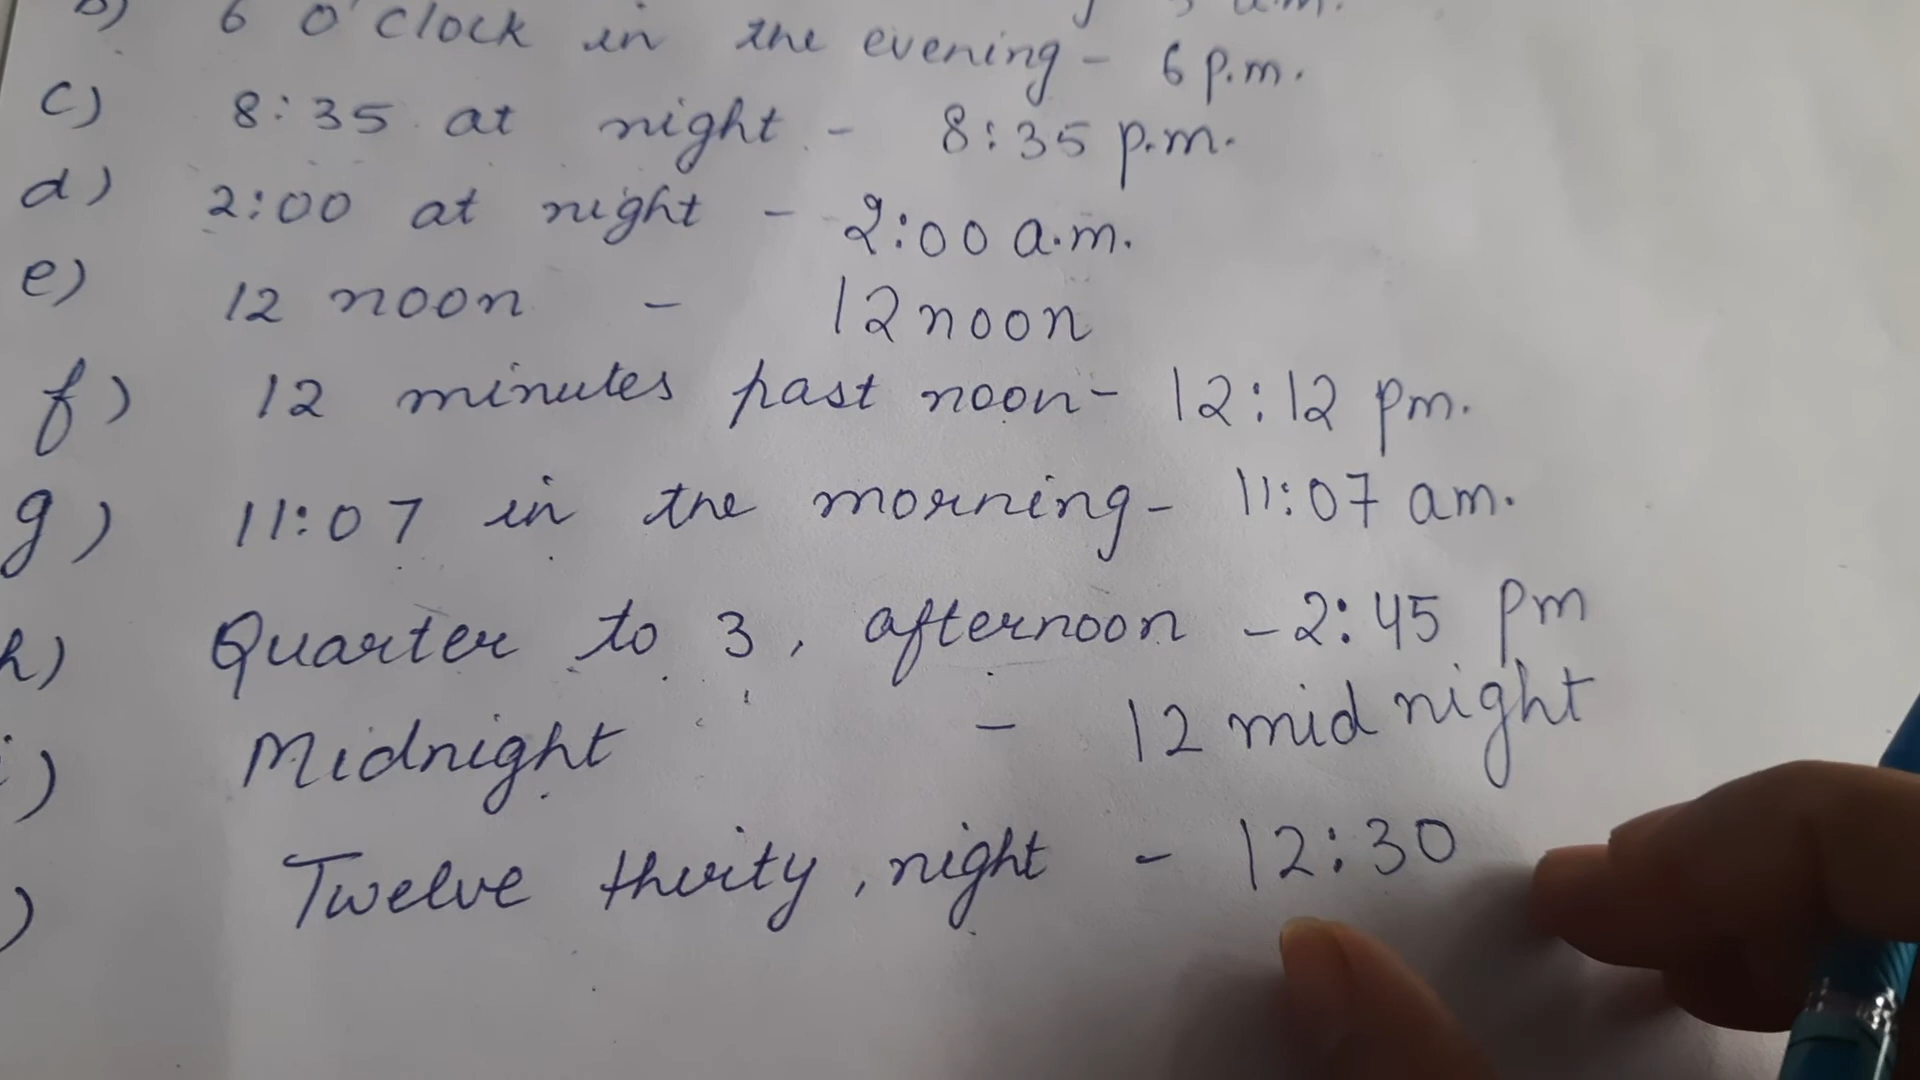 b) 6 O'Clock in the evening - 6 p.m.
c) 8:35 at night - 8:35 p.m.
d) 2:00 at night - 2:00 a.m.
e) 12 noon - 12 noon
f) 12 minutes past noon - 12:12 pm.
g) 11:07 in the morning - 11:07 am.
h) Quarter to 3, afternoon - 2:45 pm
i) Midnight - 12 mid night
) Twelve thirty, night - 12:30